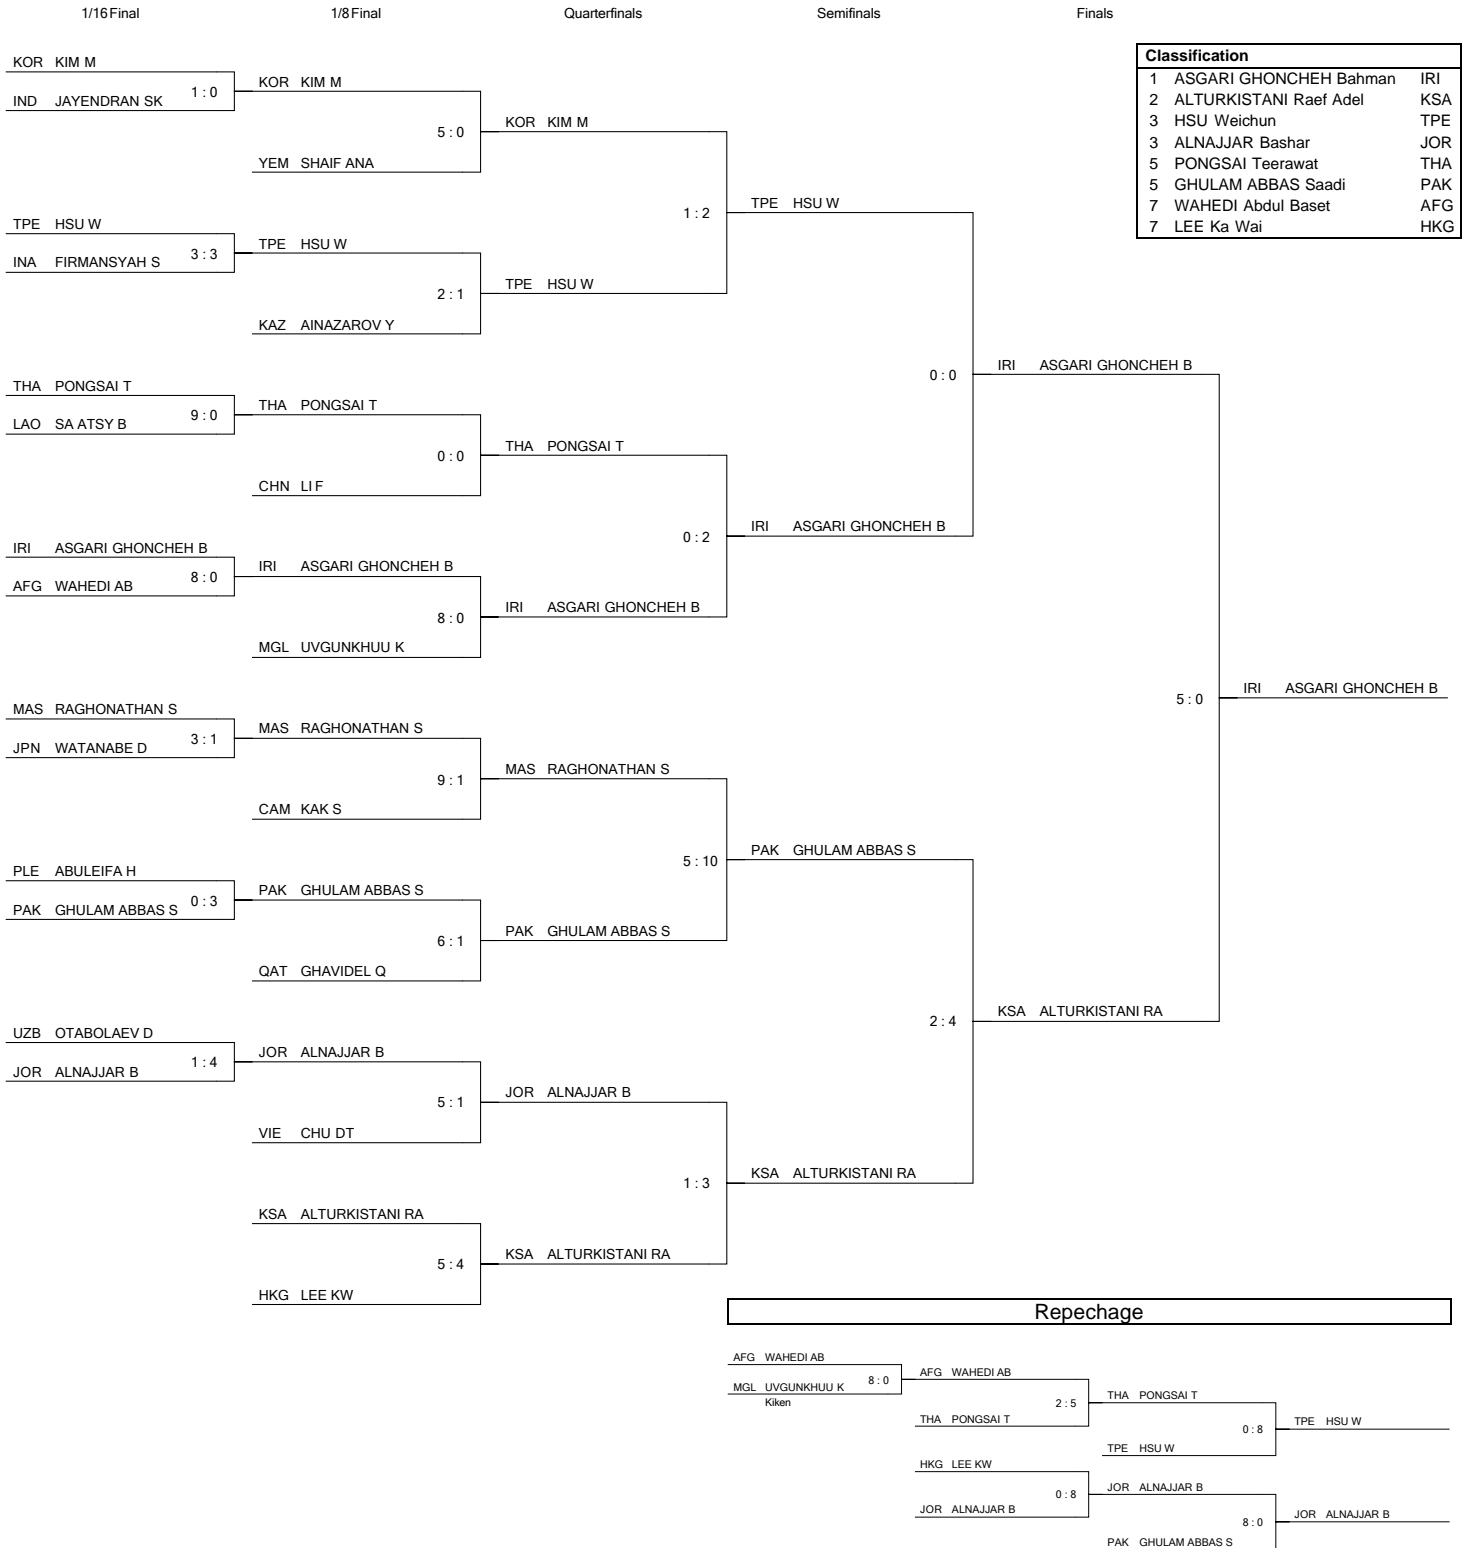 1/16 Final 1/8 Final Quarterfinals Semifinals Finals
Classification
1 ASGARI GHONCHEH Bahman IRI
2 ALTURKISTANI Raef Adel KSA
3 HSU Weichun TPE
3 ALNAJJAR Bashar JOR
5 PONGSAI Teerawat THA
5 GHULAM ABBAS Saadi PAK
7 WAHEDI Abdul Baset AFG
7 LEE Ka Wai HKG
KOR KIM M
1 : 0
IND JAYENDRAN SK
KOR KIM M
5 : 0
YEM SHAIF ANA
KOR KIM M
1 : 2
TPE HSU W
TPE HSU W
3 : 3
INA FIRMANSYAH S
TPE HSU W
2 : 1
KAZ AINAZAROV Y
TPE HSU W
0 : 0
IRI ASGARI GHONCHEH B
THA PONGSAI T
9 : 0
LAO SA ATSY B
THA PONGSAI T
0 : 0
CHN LI F
THA PONGSAI T
0 : 2
IRI ASGARI GHONCHEH B
IRI ASGARI GHONCHEH B
8 : 0
AFG WAHEDI AB
IRI ASGARI GHONCHEH B
8 : 0
MGL UVGUNKHUU K
IRI ASGARI GHONCHEH B
5 : 0
IRI ASGARI GHONCHEH B
MAS RAGHONATHAN S
3 : 1
JPN WATANABE D
MAS RAGHONATHAN S
9 : 1
CAM KAK S
MAS RAGHONATHAN S
5 : 10
PAK GHULAM ABBAS S
PLE ABULEIFA H
0 : 3
PAK GHULAM ABBAS S
PAK GHULAM ABBAS S
6 : 1
QAT GHAVIDEL Q
PAK GHULAM ABBAS S
2 : 4
KSA ALTURKISTANI RA
UZB OTABOLAEV D
1 : 4
JOR ALNAJJAR B
JOR ALNAJJAR B
5 : 1
VIE CHU DT
JOR ALNAJJAR B
1 : 3
KSA ALTURKISTANI RA
KSA ALTURKISTANI RA
5 : 4
HKG LEE KW
KSA ALTURKISTANI RA
Repechage
AFG WAHEDI AB
8 : 0
MGL UVGUNKHUU K
Kiken
AFG WAHEDI AB
2 : 5
THA PONGSAI T
THA PONGSAI T
0 : 8
TPE HSU W
TPE HSU W
HKG LEE KW
0 : 8
JOR ALNAJJAR B
JOR ALNAJJAR B
8 : 0
PAK GHULAM ABBAS S
JOR ALNAJJAR B